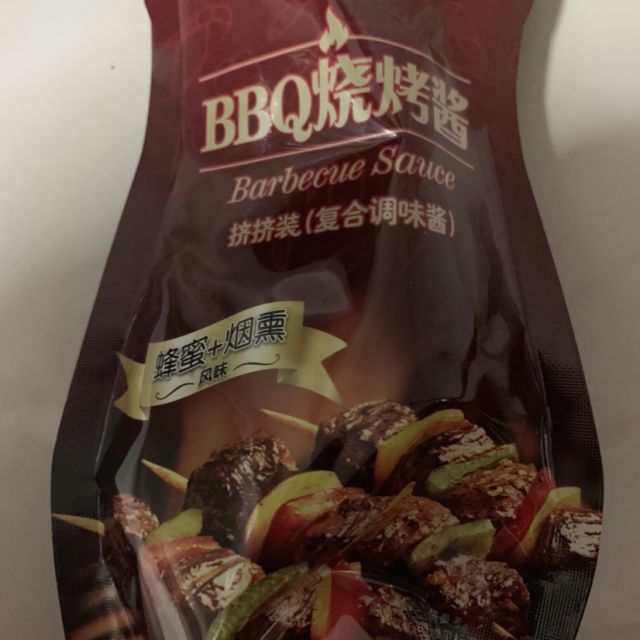 BBQ烧烤酱
Barbecue Sauce
挤挤装(复合调味酱)
蜂蜜+烟熏
风味